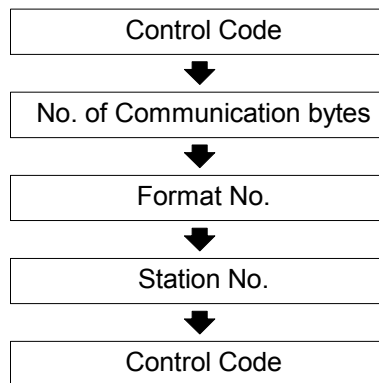 Control Code
No. of Communication bytes
Format No.
Station No.
Control Code